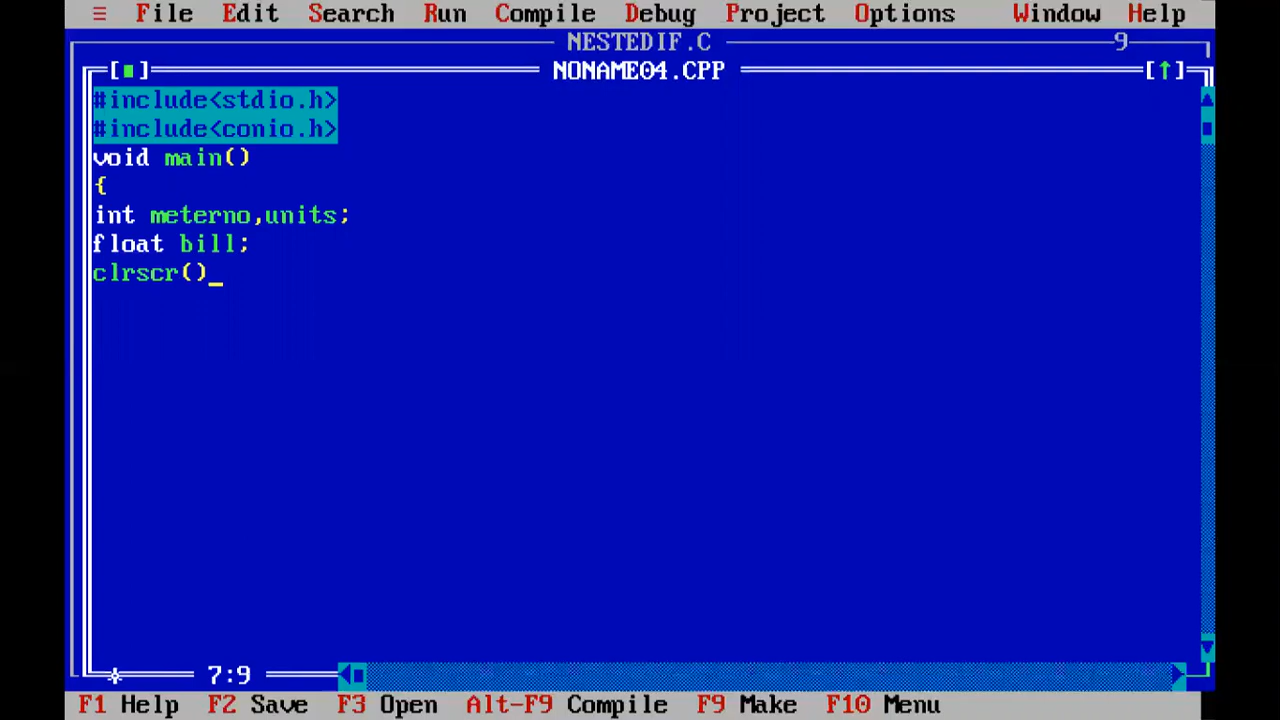 ≡ File Edit Search Run Compile Debug Project Options Window Help
NESTEDIF.C 9
[■] NONAME04.CPP [↑]
#include<stdio.h>
#include<conio.h>
void main()
{
int meterno,units;
float bill;
clrscr()_
* 7:9
F1 Help F2 Save F3 Open Alt-F9 Compile F9 Make F10 Menu